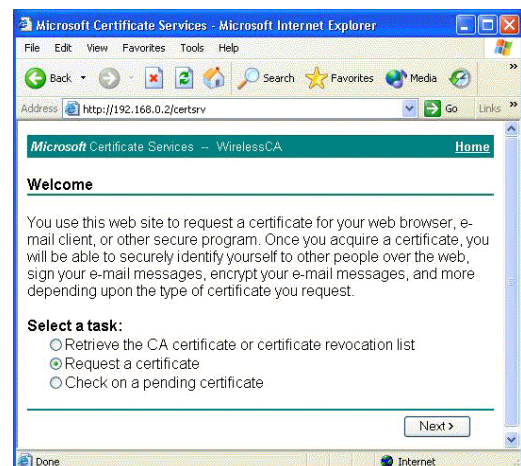 Microsoft Certificate Services - Microsoft Internet Explorer
File Edit View Favorites Tools Help
Back Search Favorites Media »
Address http://192.168.0.2/certsrv Go Links »
Microsoft Certificate Services -- WirelessCA Home
Welcome
You use this web site to request a certificate for your web browser, e-
mail client, or other secure program. Once you acquire a certificate, you
will be able to securely identify yourself to other people over the web,
sign your e-mail messages, encrypt your e-mail messages, and more
depending upon the type of certificate you request.
Select a task:
Retrieve the CA certificate or certificate revocation list
Request a certificate
Check on a pending certificate
Next >
Done Internet